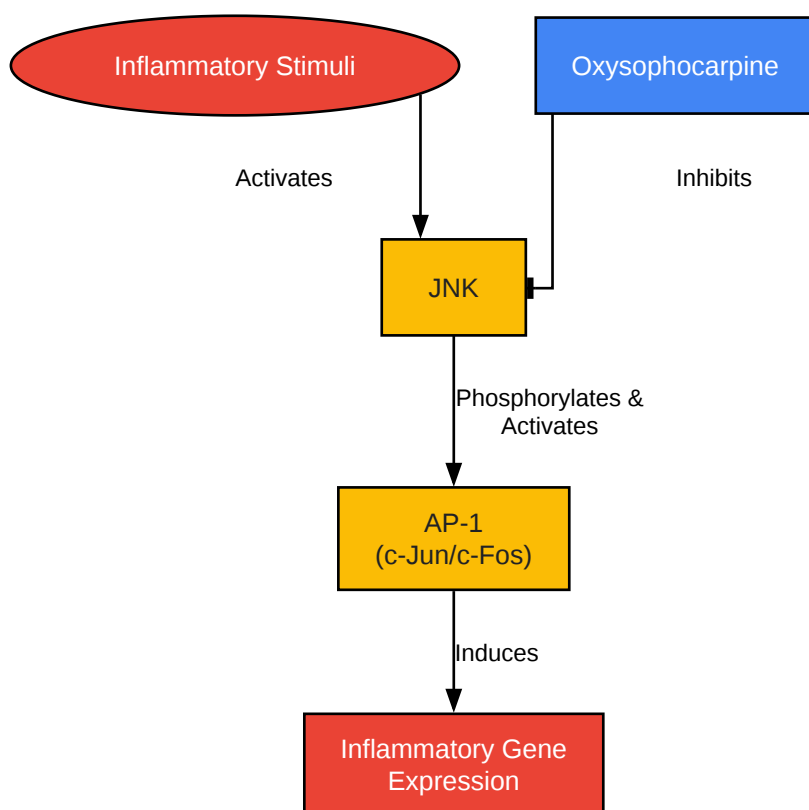 Inflammatory Stimuli
Oxysophocarpine
Activates
Inhibits
JNK
Phosphorylates &
Activates
AP-1
(c-Jun/c-Fos)
Induces
Inflammatory Gene
Expression